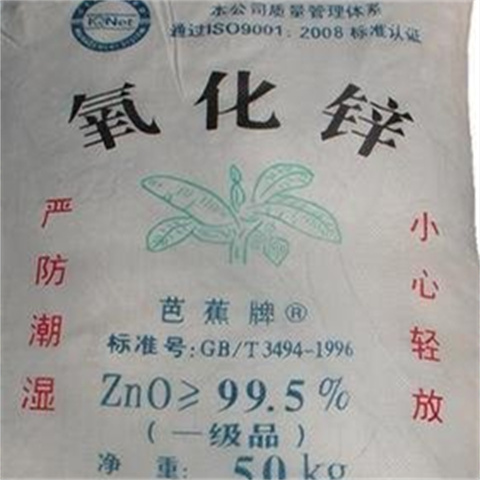 IQNet
本公司质量管理体系
通过ISO9001:2008标准认证
氧化锌
严防潮湿
小心轻放
芭蕉牌®
标准号:GB/T3494-1996
ZnO≥99.5%
(一级品)
净重:50kg